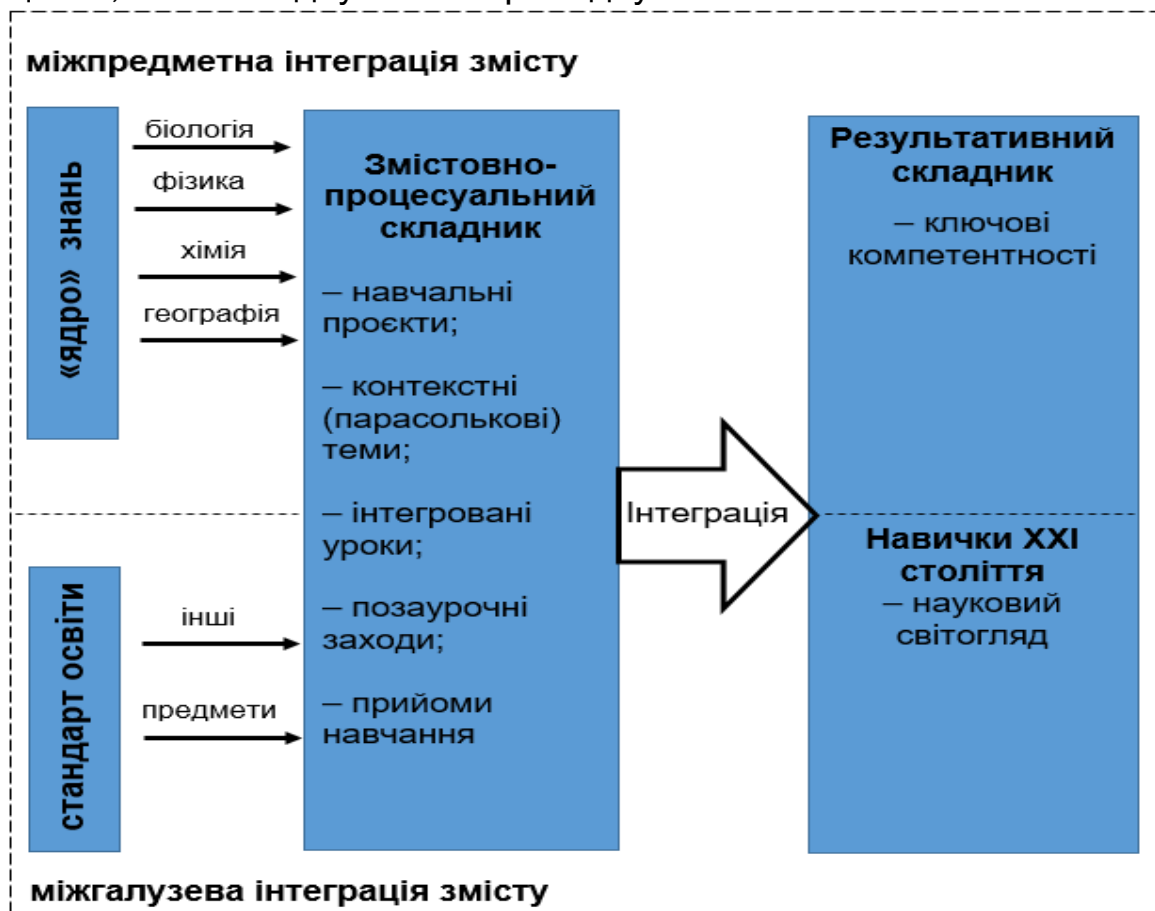 міжпредметна інтеграція змісту
«ядро» знань
біологія
фізика
хімія
географія
Змістовно-
процесуальний
складник
– навчальні
проєкти;
– контекстні
(парасолькові)
теми;
– інтегровані
уроки;
– позаурочні
заходи;
– прийоми
навчання
Інтеграція
Результативний
складник
– ключові
компетентності
Навички ХХІ
століття
– науковий
світогляд
стандарт освіти
інші
предмети
міжгалузева інтеграція змісту